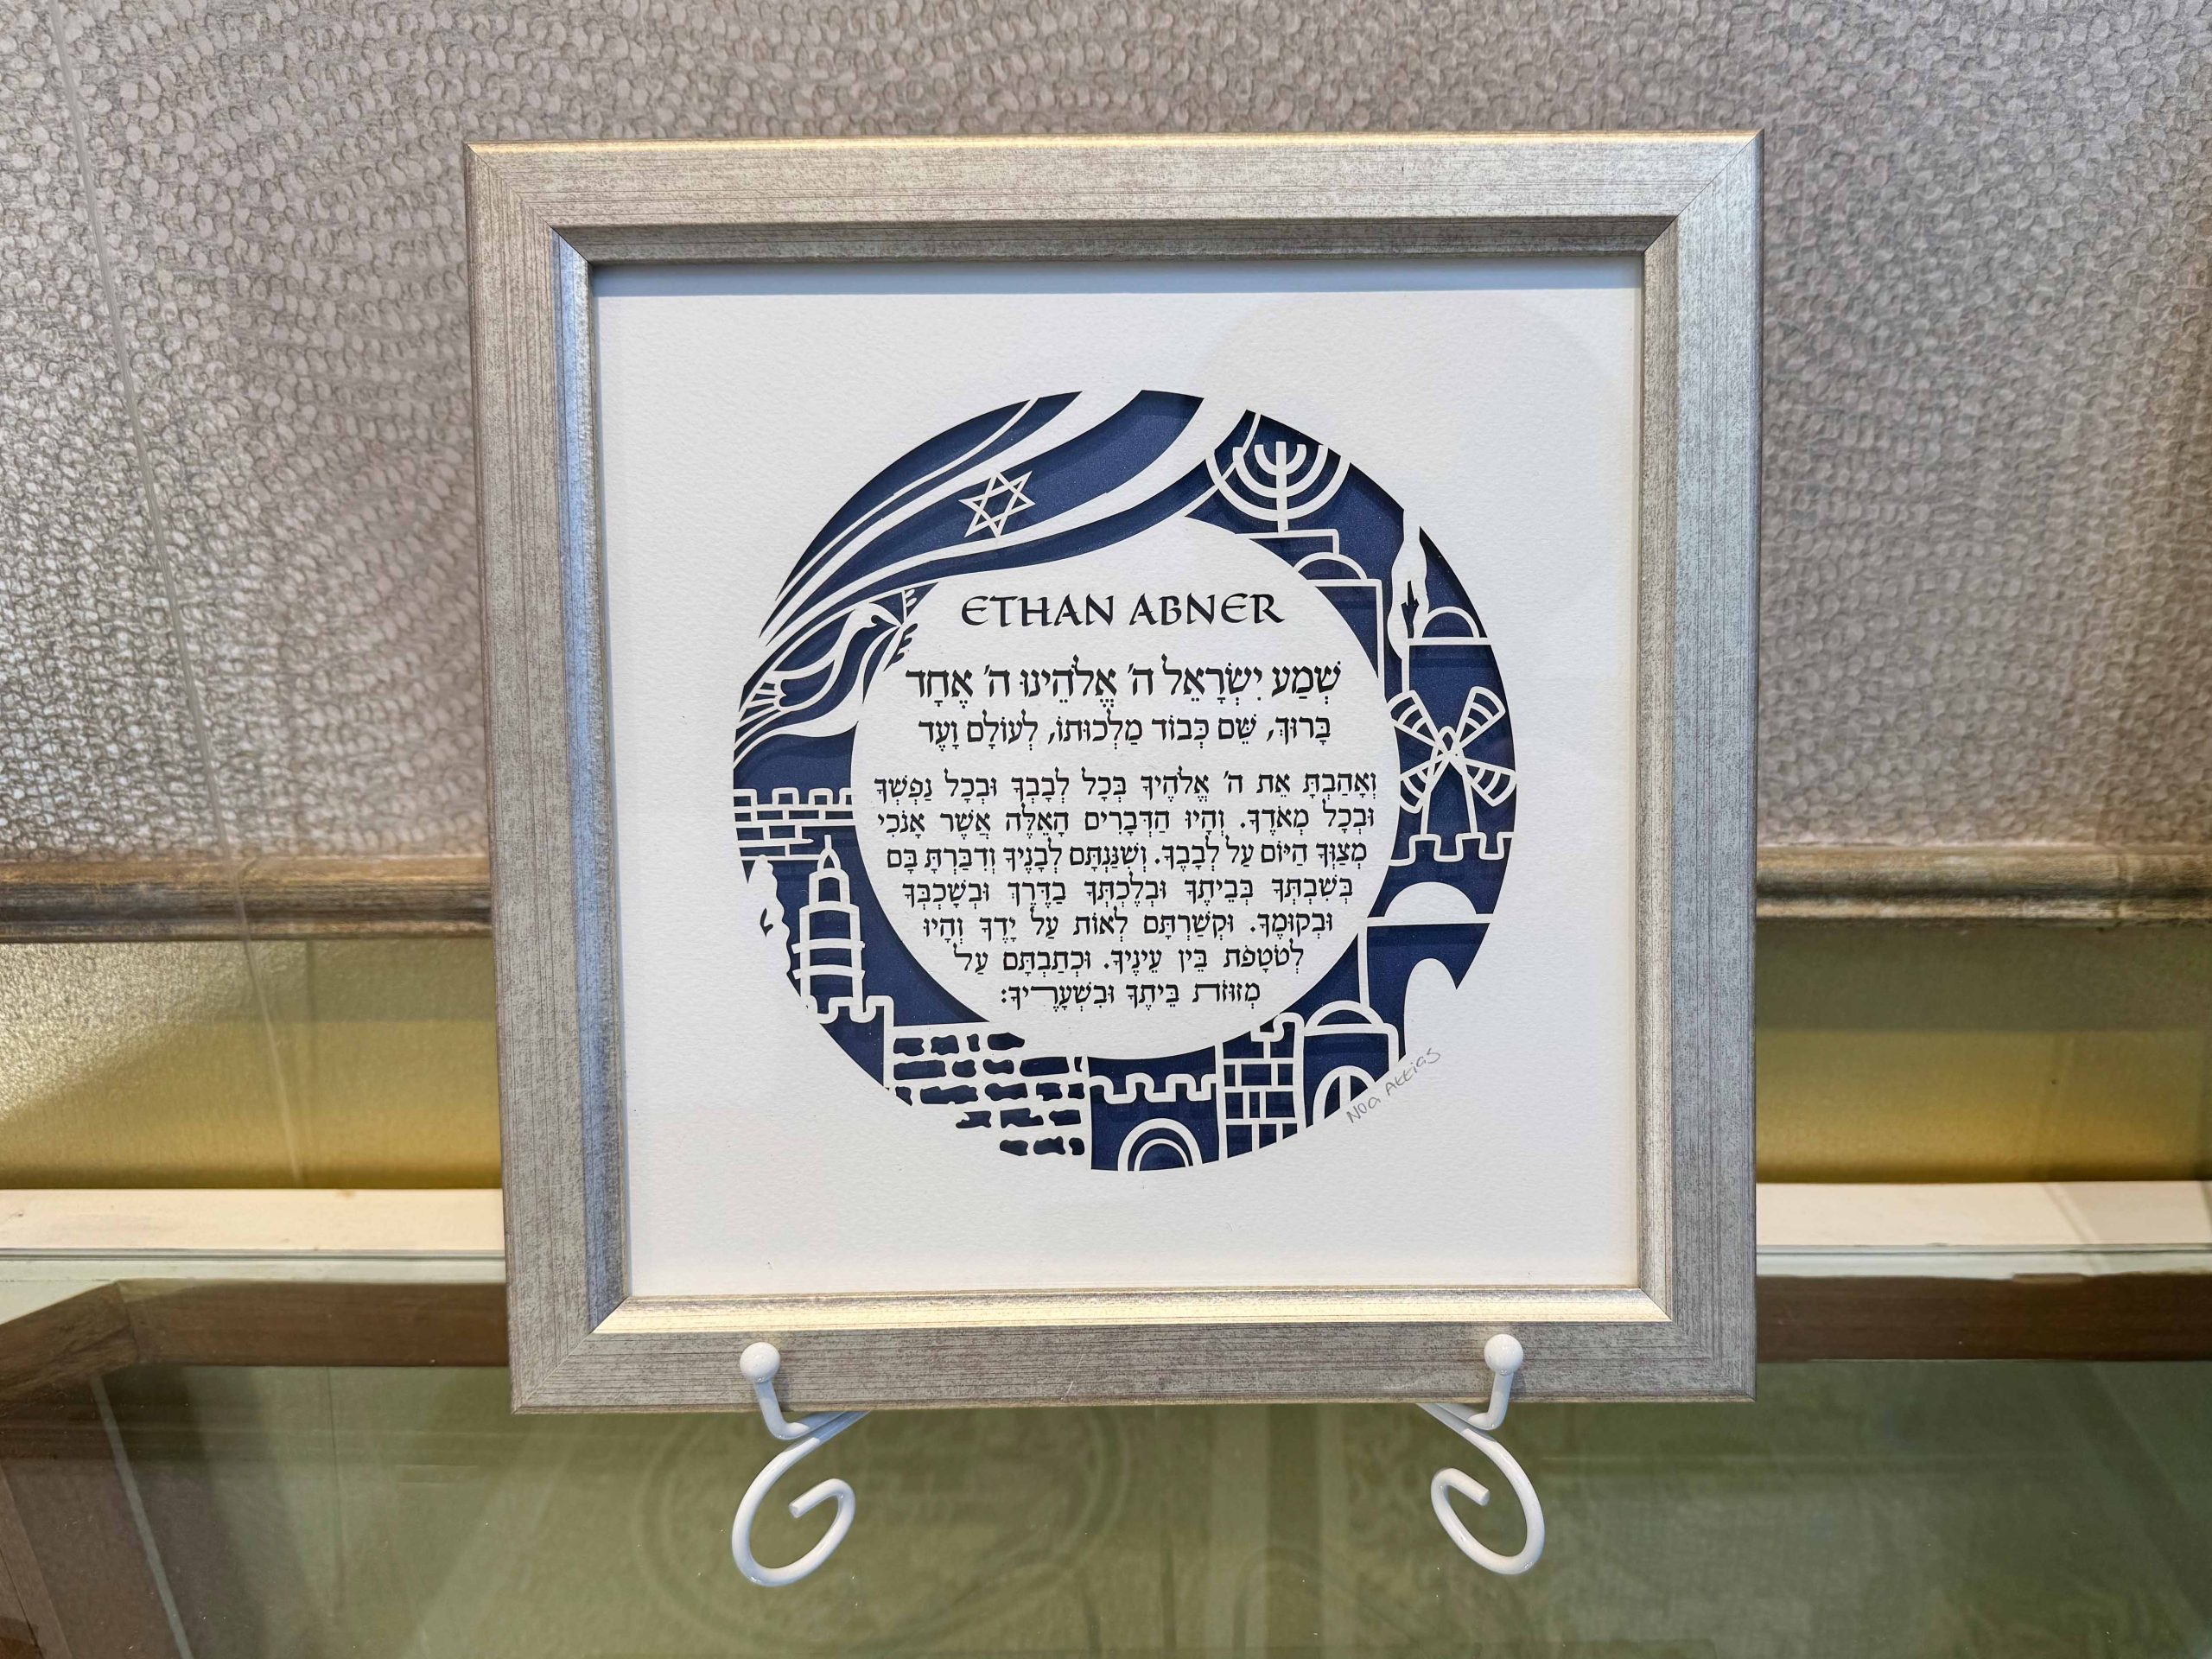 ETHAN ABNER
שְׁמַע יִשְׂרָאֵל ה' אֱלֹהֵינוּ ה' אֶחָד
בָּרוּךְ, שֵׁם כְּבוֹד מַלְכוּתוֹ, לְעוֹלָם וָעֶד
וְאָהַבְתָּ אֵת ה' אֱלֹהֶיךָ בְּכָל לְבָבְךָ וּבְכָל נַפְשְׁךָ
וּבְכָל מְאֹדֶךָ. וְהָיוּ הַדְּבָרִים הָאֵלֶּה אֲשֶׁר אָנֹכִי
מְצַוְּךָ הַיּוֹם עַל לְבָבֶךָ. וְשִׁנַּנְתָּם לְבָנֶיךָ וְדִבַּרְתָּ בָּם
בְּשִׁבְתְּךָ בְּבֵיתֶךָ וּבְלֶכְתְּךָ בַדֶּרֶךְ וּבְשָׁכְבְּךָ
וּבְקוּמֶךָ. וּקְשַׁרְתָּם לְאוֹת עַל יָדֶךָ וְהָיוּ
לְטֹטָפֹת בֵּין עֵינֶיךָ. וּכְתַבְתָּם עַל
מְזוּזוֹת בֵּיתֶךָ וּבִשְׁעָרֶיךָ:
Noa Attias